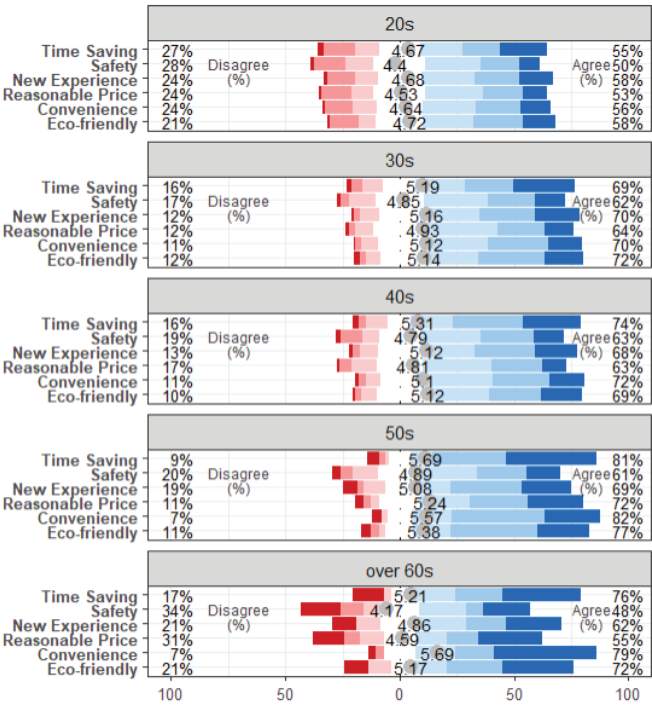 20s
Time Saving 27% 4.67 55%
Safety 28% Disagree 4.4 Agree 50%
New Experience 24% (%) 4.68 (%) 58%
Reasonable Price 24% 4.53 53%
Convenience 24% 4.64 56%
Eco-friendly 21% 4.72 58%
30s
Time Saving 16% 5.19 69%
Safety 17% Disagree 4.85 Agree 62%
New Experience 12% (%) 5.16 (%) 70%
Reasonable Price 12% 4.93 64%
Convenience 11% 5.12 70%
Eco-friendly 12% 5.14 72%
40s
Time Saving 16% 5.31 74%
Safety 19% Disagree 4.79 Agree 63%
New Experience 13% (%) 5.12 (%) 68%
Reasonable Price 17% 4.81 63%
Convenience 11% 5.1 72%
Eco-friendly 10% 5.12 69%
50s
Time Saving 9% 5.69 81%
Safety 20% Disagree 4.89 Agree 61%
New Experience 19% (%) 5.08 (%) 69%
Reasonable Price 11% 5.24 72%
Convenience 7% 5.57 82%
Eco-friendly 11% 5.38 77%
over 60s
Time Saving 17% 5.21 76%
Safety 34% Disagree 4.17 Agree 48%
New Experience 21% (%) 4.86 (%) 62%
Reasonable Price 31% 4.59 55%
Convenience 7% 5.69 79%
Eco-friendly 21% 5.17 72%
100 50 0 50 100